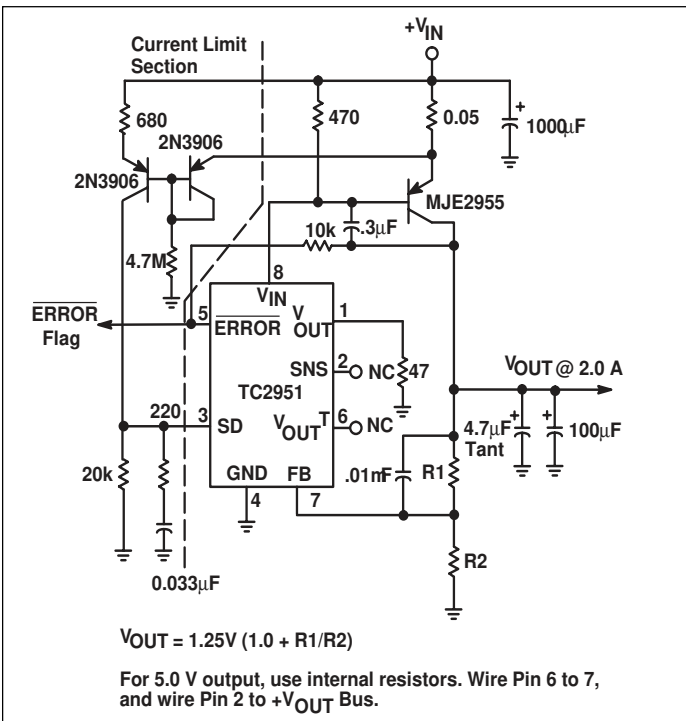 +VIN
Current Limit
Section
680
470
0.05
+
1000µF
2N3906
2N3906
MJE2955
10k
.3µF
4.7M
8
VIN
ERROR
Flag
5
ERROR
V
OUT
1
SNS
2
NC
47
TC2951
VOUT @ 2.0 A
220
3
SD
VOUT T
6
NC
4.7µF
Tant
+
+
100µF
20k
GND
FB
.01mF
R1
4
7
0.033µF
R2
VOUT = 1.25V (1.0 + R1/R2)
For 5.0 V output, use internal resistors. Wire Pin 6 to 7,
and wire Pin 2 to +VOUT Bus.